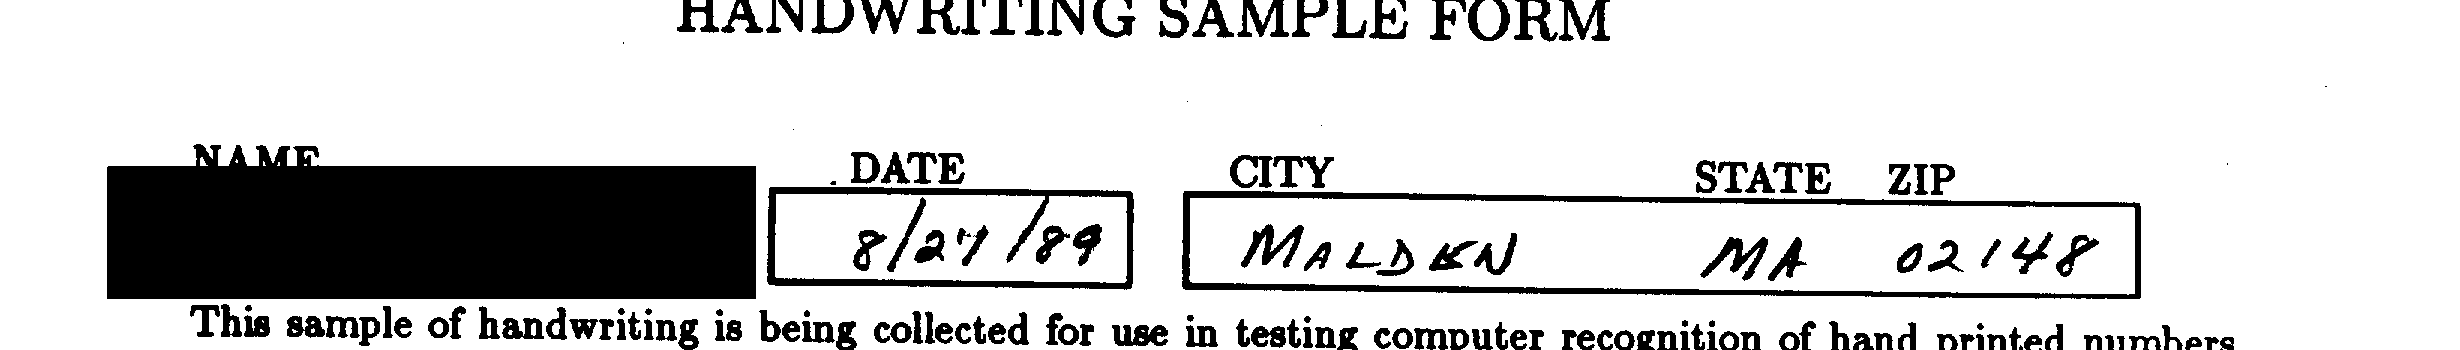 HANDWRITING SAMPLE FORM
NAME DATE CITY STATE ZIP
8/27/89 MALDEN MA 02148
This sample of handwriting is being collected for use in testing computer recognition of hand printed numbers